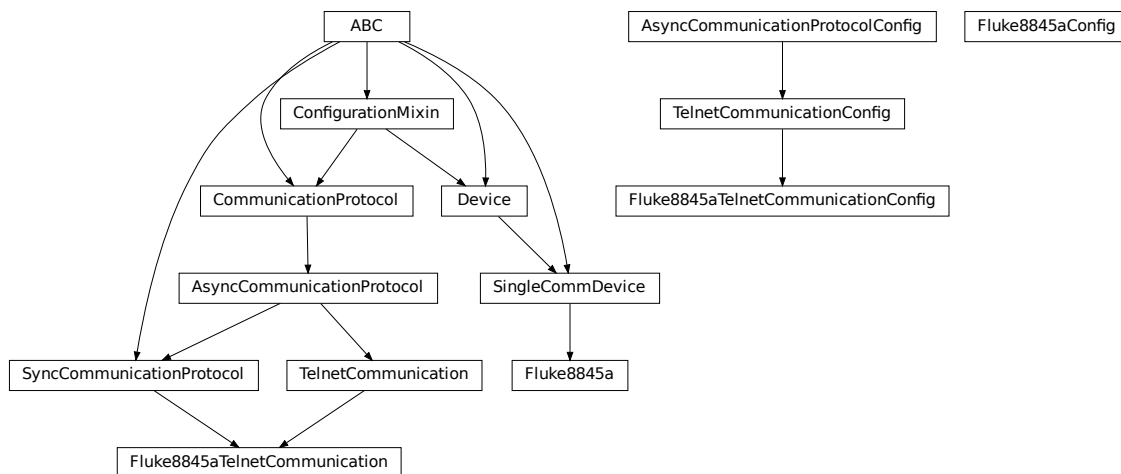 ABC
AsyncCommunicationProtocolConfig
Fluke8845aConfig
ConfigurationMixin
TelnetCommunicationConfig
CommunicationProtocol
Device
Fluke8845aTelnetCommunicationConfig
AsyncCommunicationProtocol
SingleCommDevice
SyncCommunicationProtocol
TelnetCommunication
Fluke8845a
Fluke8845aTelnetCommunication